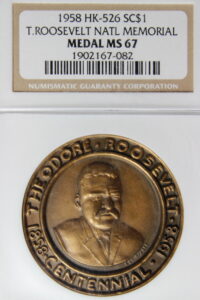 1958 HK-526 SC$1
T.ROOSEVELT NATL MEMORIAL
MEDAL MS 67
1902167-082
NUMISMATIC GUARANTY CORPORATION
THEODORE · ROOSEVELT
1858 · CENTENNIAL · 1958